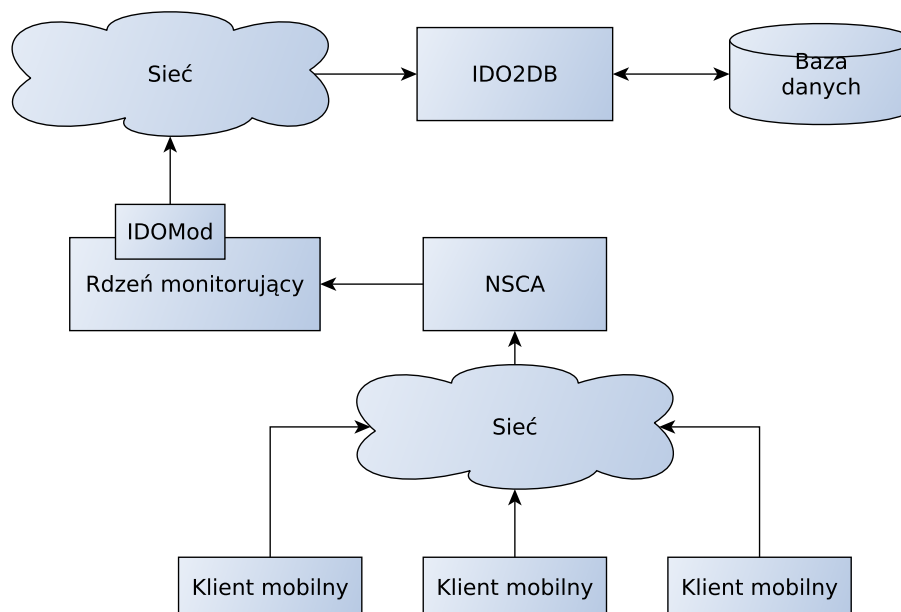 Sieć
IDO2DB
Baza
danych
IDOMod
Rdzeń monitorujący
NSCA
Sieć
Klient mobilny
Klient mobilny
Klient mobilny